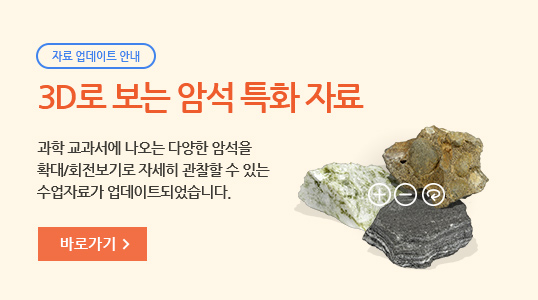 자료 업데이트 안내
3D로 보는 암석 특화 자료
과학 교과서에 나오는 다양한 암석을
확대/회전보기로 자세히 관찰할 수 있는
수업자료가 업데이트되었습니다.
바로가기 >